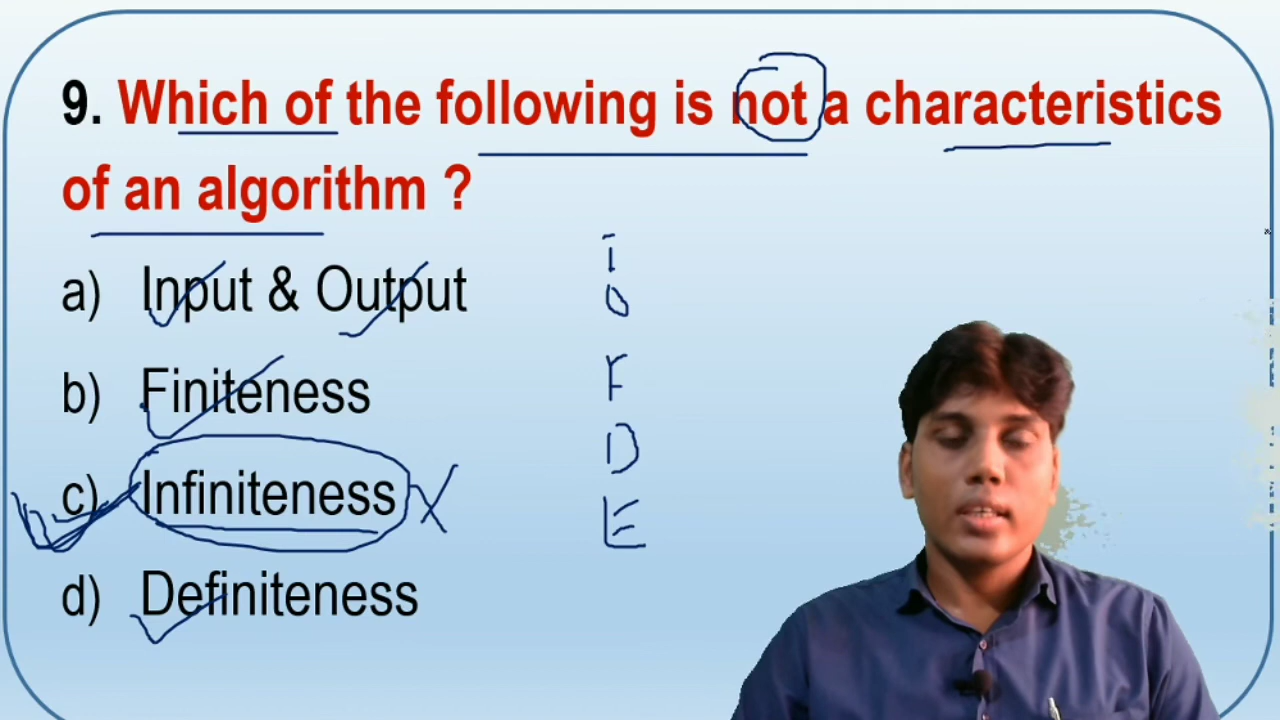 9. Which of the following is not a characteristics
of an algorithm ?
a) Input & Output
b) Finiteness
c) Infiniteness
d) Definiteness
I
O
F
D
E